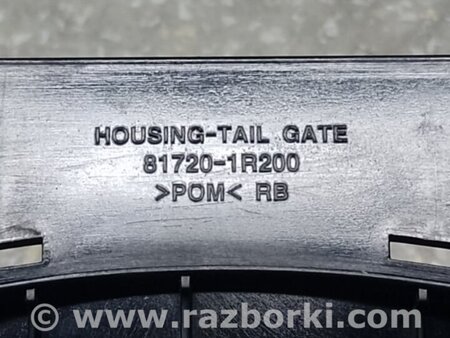 HOUSING-TAIL GATE
81720-1R200
>POM< RB
www.razborki.com